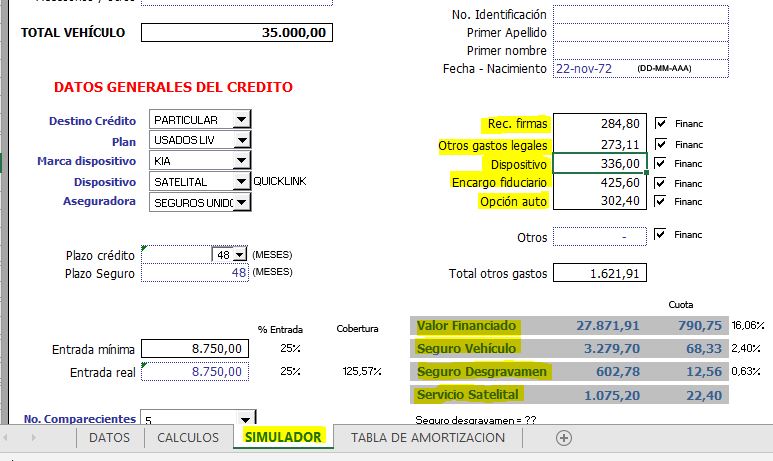 No. Identificación
TOTAL VEHÍCULO 35.000,00
Primer Apellido
Primer nombre
Fecha - Nacimiento 22-nov-72 (DD-MM-AAA)
DATOS GENERALES DEL CREDITO
Destino Crédito PARTICULAR
Plan USADOS LIV
Marca dispositivo KIA
Dispositivo SATELITAL QUICKLINK
Aseguradora SEGUROS UNIDO
Rec. firmas 284,80 Financ
Otros gastos legales 273,11 Financ
Dispositivo 336,00 Financ
Encargo fiduciario 425,60 Financ
Opción auto 302,40 Financ
Otros - Financ
Plazo crédito 48 (MESES)
Plazo Seguro 48 (MESES)
Total otros gastos 1.621,91
Cuota
% Entrada Cobertura
Valor Financiado 27.871,91 790,75 16,06%
Entrada mínima 8.750,00 25%
Seguro Vehículo 3.279,70 68,33 2,40%
Entrada real 8.750,00 25% 125,57%
Seguro Desgravamen 602,78 12,56 0,63%
Servicio Satelital 1.075,20 22,40
No. Comparecientes 5
Seguro desgravamen = ??
DATOS CALCULOS SIMULADOR TABLA DE AMORTIZACION